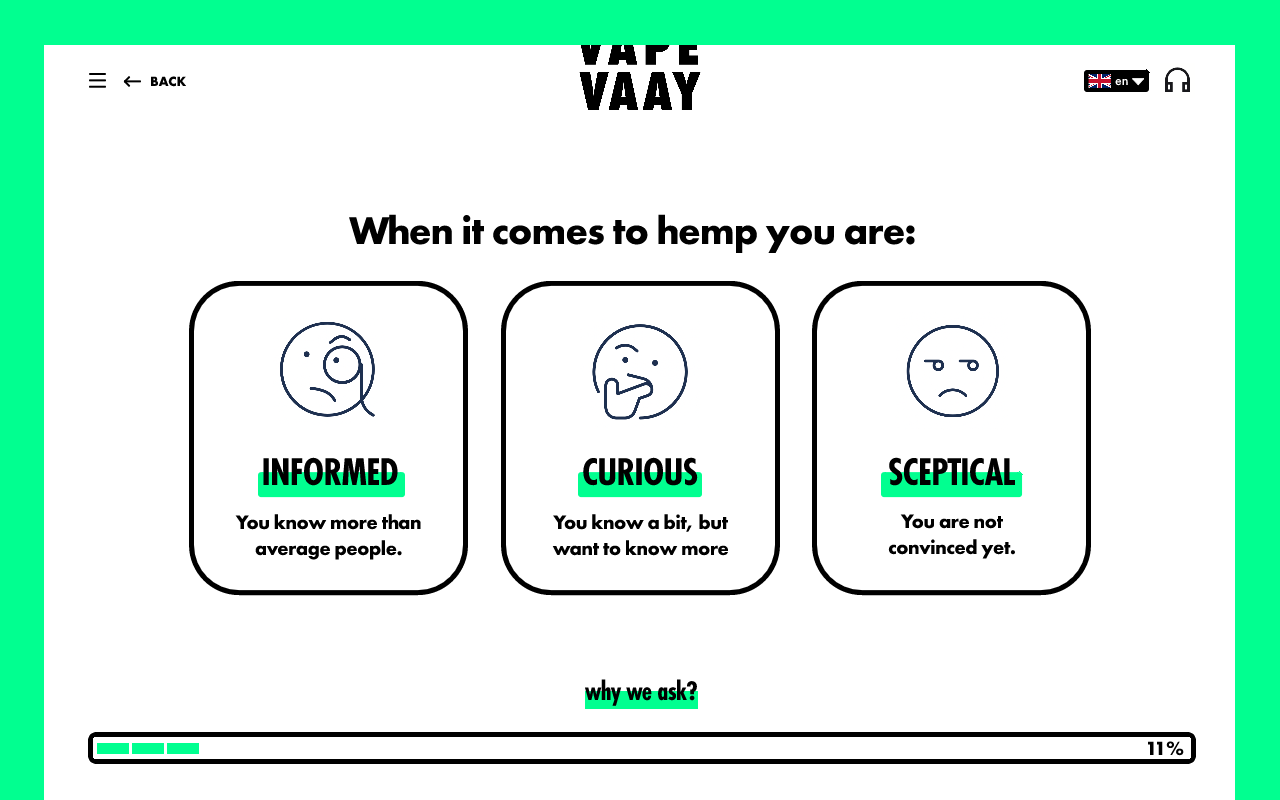 VAPE
VAAY
BACK
en
When it comes to hemp you are:
INFORMED
You know more than
average people.
CURIOUS
You know a bit, but
want to know more
SCEPTICAL
You are not
convinced yet.
why we ask?
11%